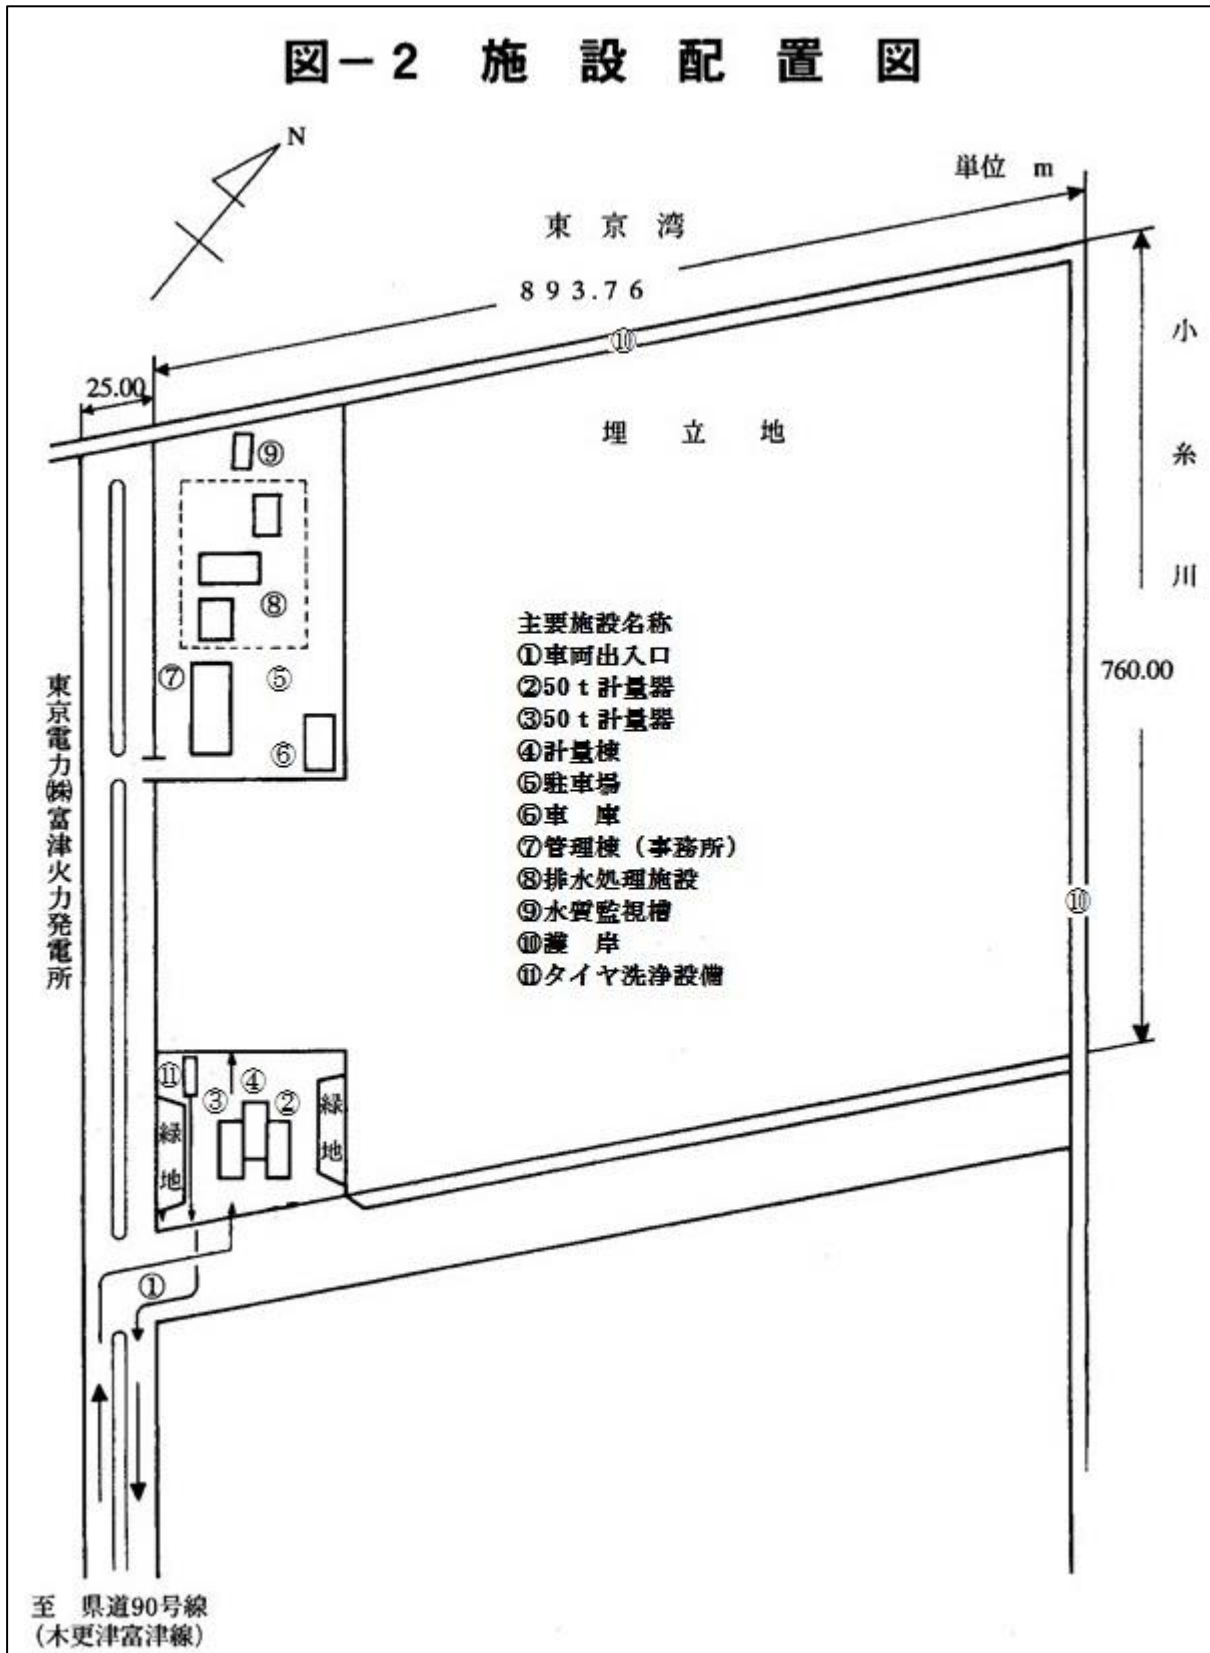 図－2 施設配置図
N
単位 m
東京湾
893.76
⑩
25.00
小糸川
埋立地
⑨
⑧
主要施設名称
①車両出入口
②50ｔ計量器
③50ｔ計量器
④計量棟
⑤駐車場
⑥車 庫
⑦管理棟（事務所）
⑧排水処理施設
⑨水質監視槽
⑩護 岸
⑪タイヤ洗浄設備
⑦
⑤
⑥
760.00
東京電力㈱富津火力発電所
⑩
⑪
③
④
②
緑地
緑地
①
至 県道90号線
（木更津富津線）